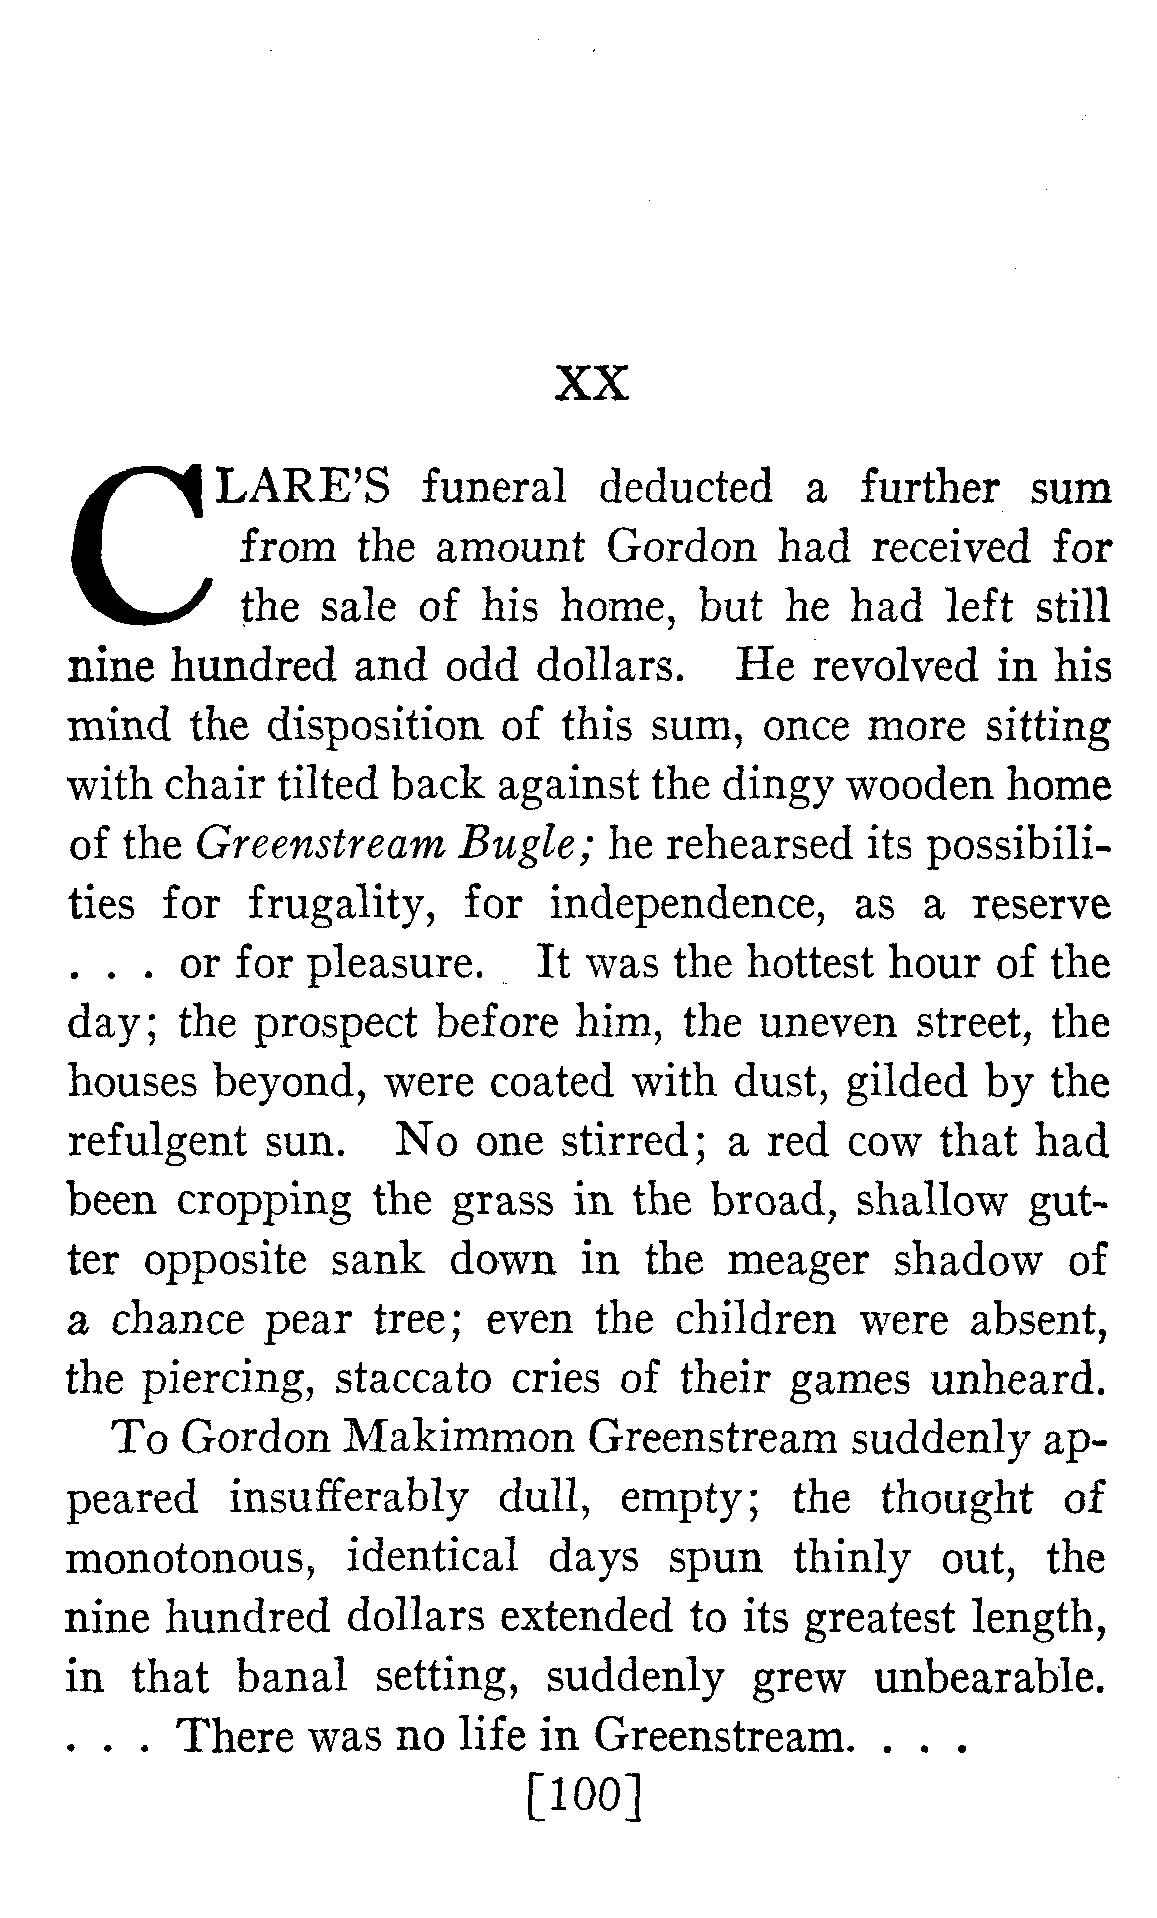 XX
CLARE'S funeral deducted a further sum
from the amount Gordon had received for
the sale of his home, but he had left still
nine hundred and odd dollars. He revolved in his
mind the disposition of this sum, once more sitting
with chair tilted back against the dingy wooden home
of the Greenstream Bugle; he rehearsed its possibili-
ties for frugality, for independence, as a reserve
. . . or for pleasure. It was the hottest hour of the
day; the prospect before him, the uneven street, the
houses beyond, were coated with dust, gilded by the
refulgent sun. No one stirred; a red cow that had
been cropping the grass in the broad, shallow gut-
ter opposite sank down in the meager shadow of
a chance pear tree; even the children were absent,
the piercing, staccato cries of their games unheard.
To Gordon Makimmon Greenstream suddenly ap-
peared insufferably dull, empty; the thought of
monotonous, identical days spun thinly out, the
nine hundred dollars extended to its greatest length,
in that banal setting, suddenly grew unbearable.
. . . There was no life in Greenstream. . . .
[100]